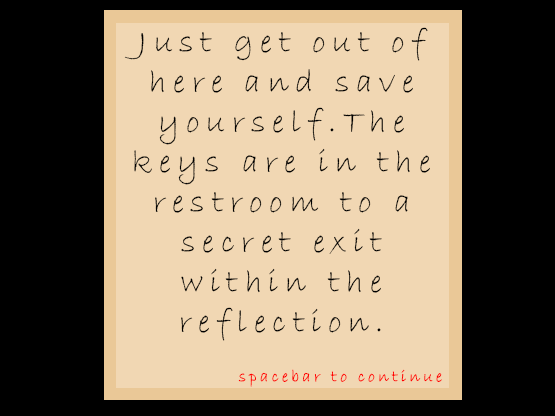 Just get out of
here and save
yourself.The
keys are in the
restroom to a
secret exit
within the
reflection.
spacebar to continue